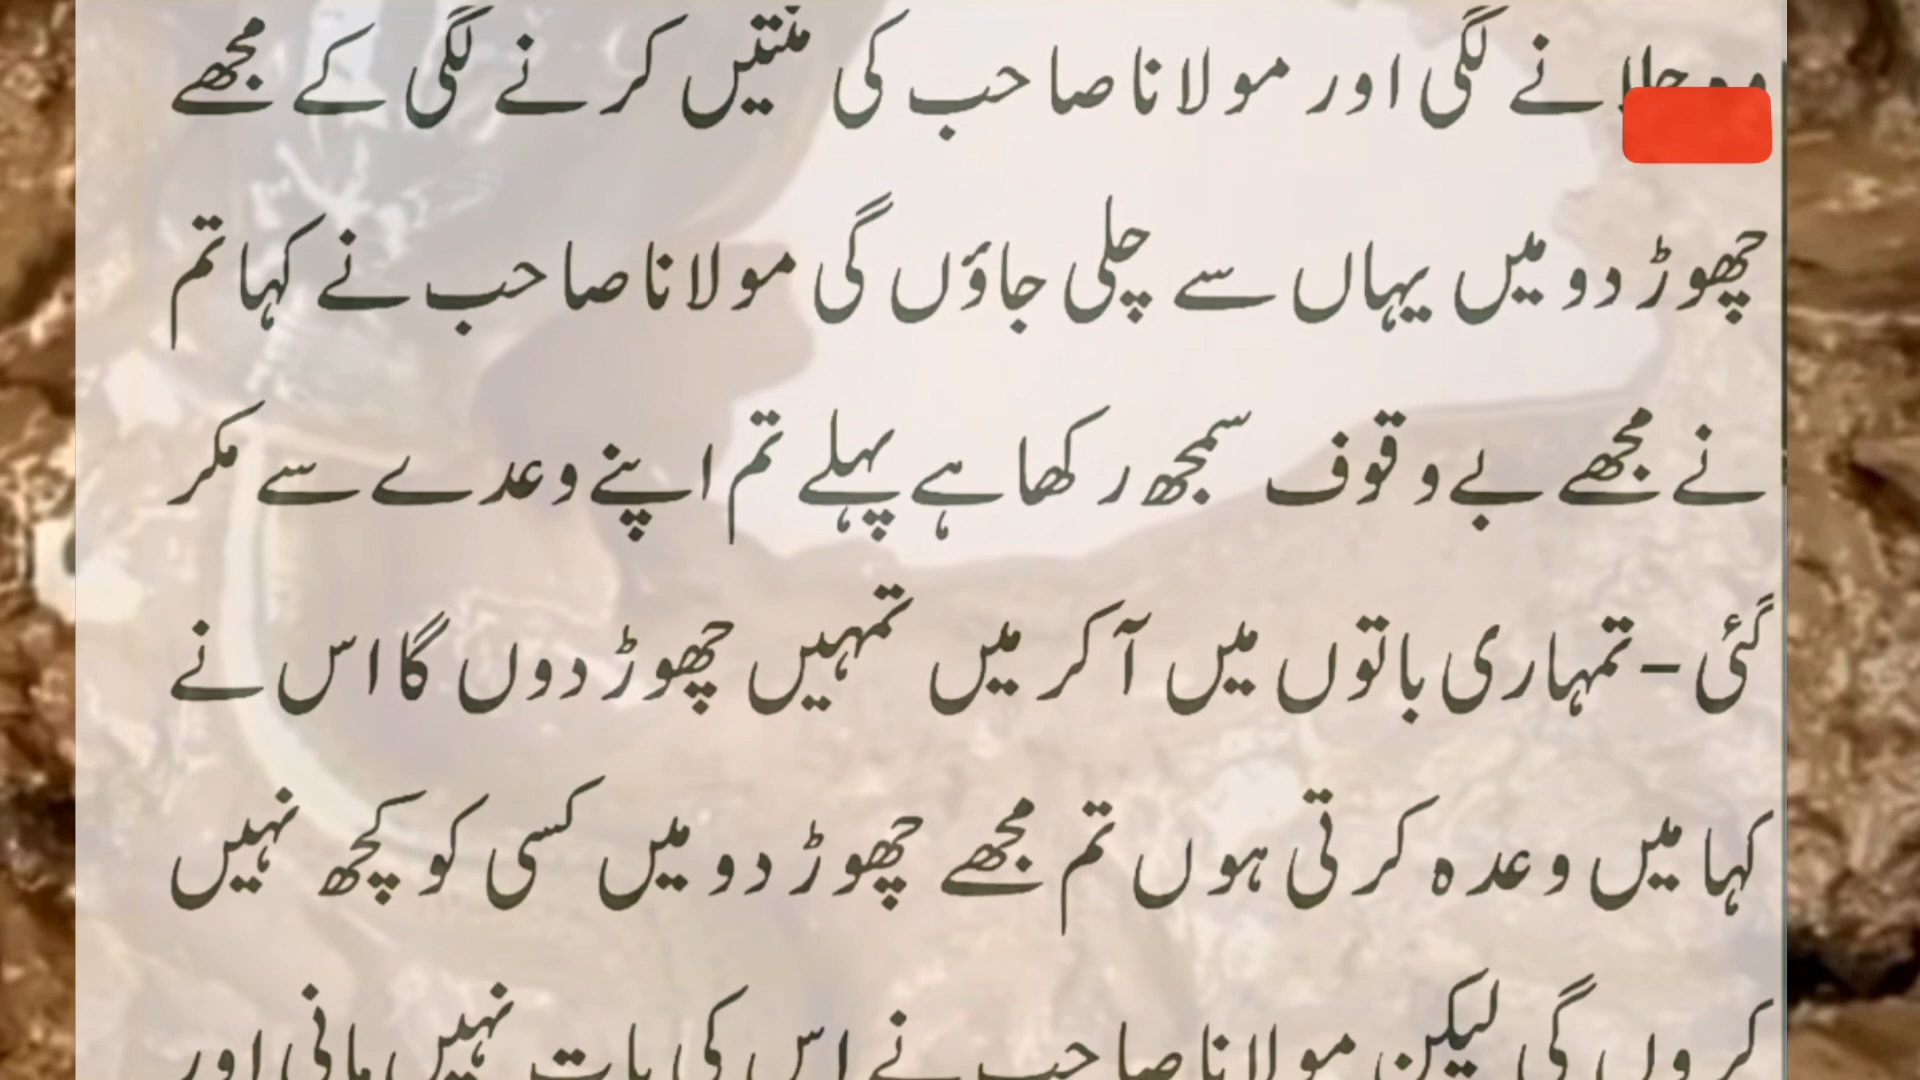 چلانے لگی اور مولانا صاحب کی منتیں کرنے لگی کے مجھے
چھوڑ دو میں یہاں سے چلی جاؤں گی مولانا صاحب نے کہا تم
نے مجھے بے وقوف سمجھ رکھا ہے پہلے تم اپنے وعدے سے مکر
گئی - تمہاری باتوں میں آکر میں تمہیں چھوڑ دوں گا اس نے
کہا میں وعدہ کرتی ہوں تم مجھے چھوڑ دو میں کسی کو کچھ نہیں
کروں گی لیکن مولانا صاحب نے اس کی بات نہیں مانی اور